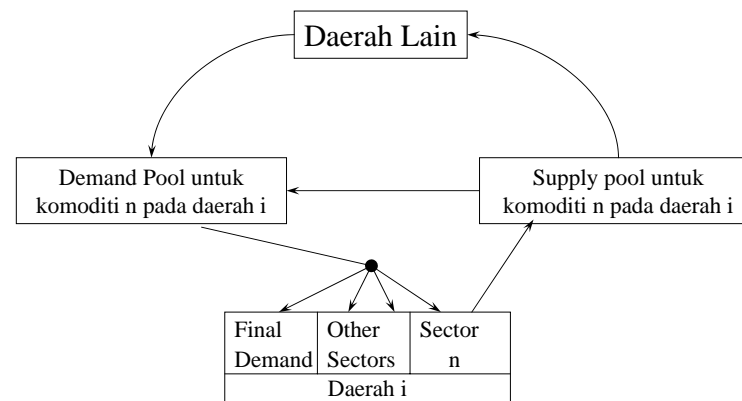 Daerah Lain
Demand Pool untuk
komoditi n pada daerah i
Supply pool untuk
komoditi n pada daerah i
Final
Demand
Other
Sectors
Sector
n
Daerah i